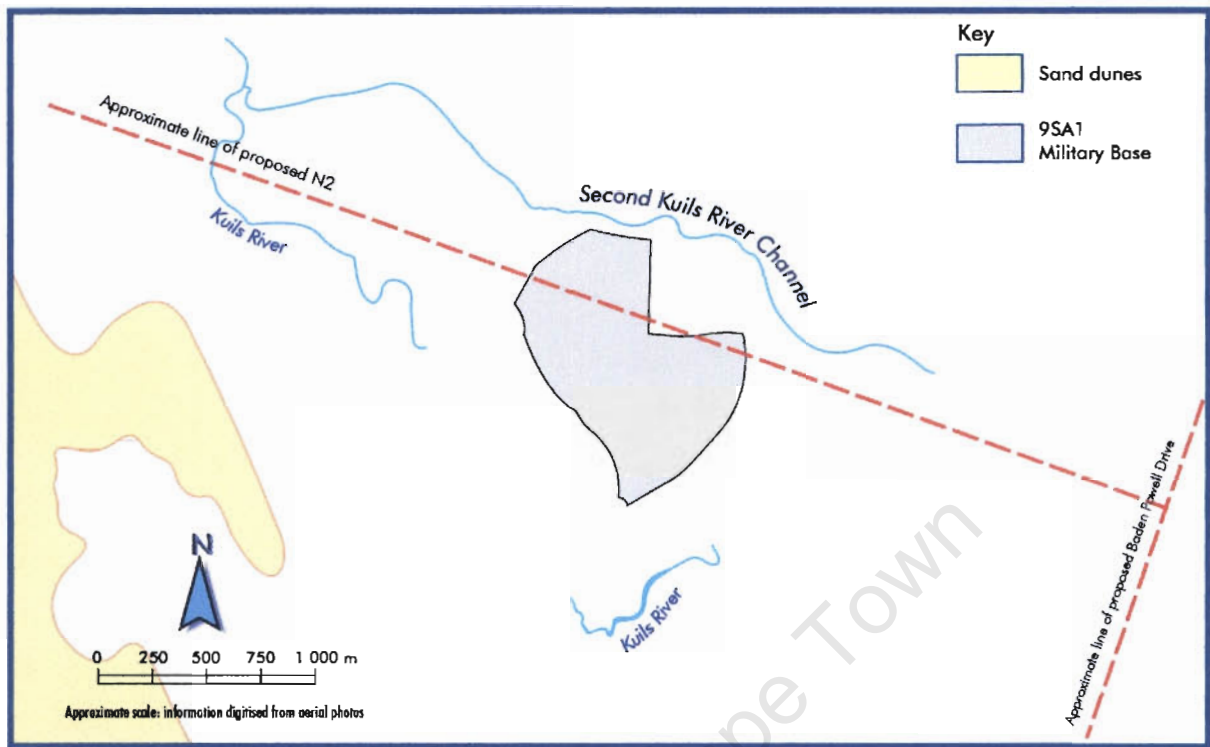 Key
Sand dunes
9SA1
Military Base
Approximate line of proposed N2
Kuils River
Second Kuils River Channel
Approximate line of proposed Baden Powell Drive
N
0 250 500 750 1 000 m
Approximate scale: information digitised from aerial photos
Kuils River
pe Town